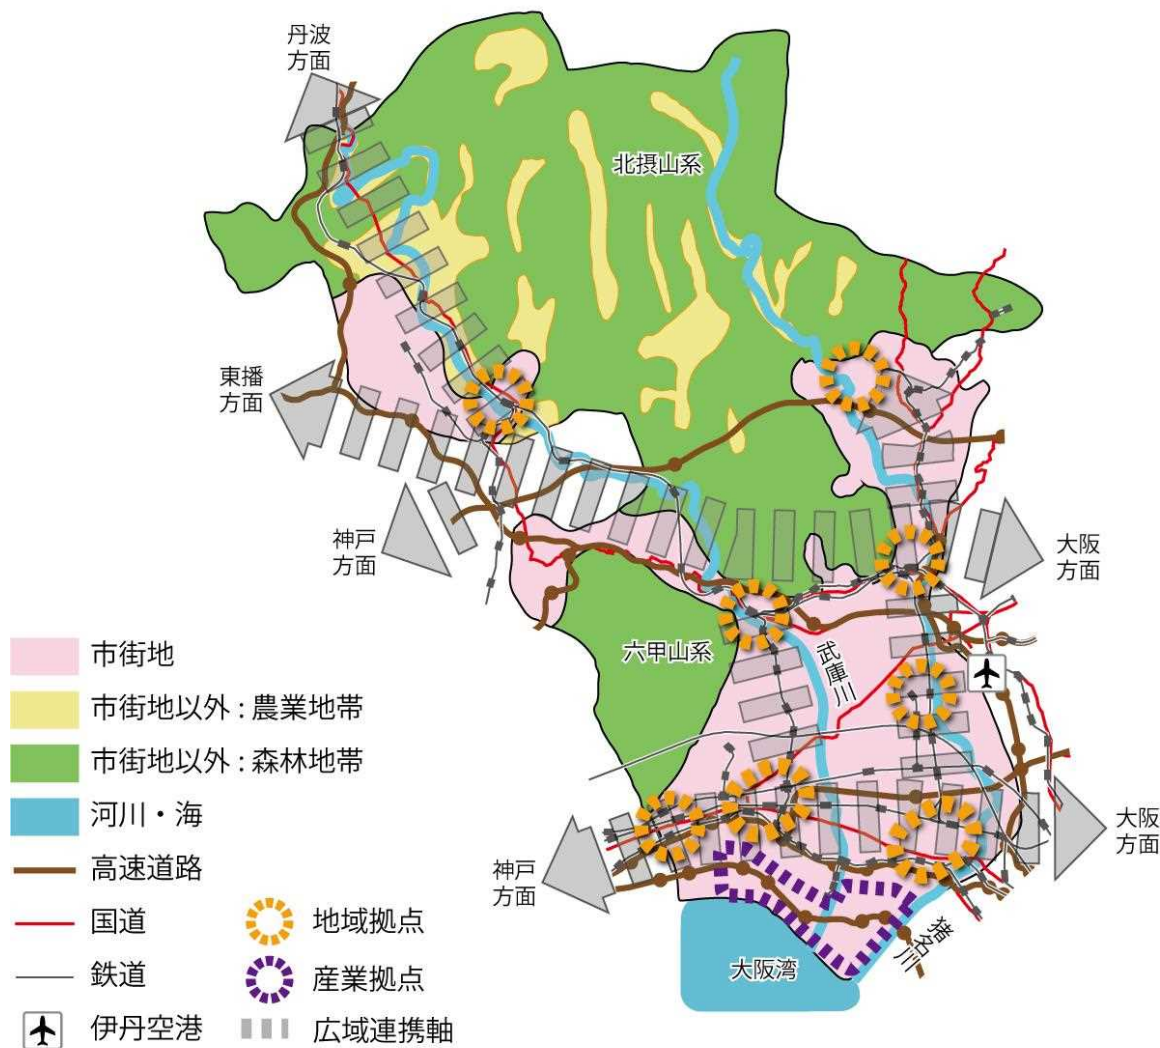 丹波
方面
北摂山系
東播
方面
神戸
方面
大阪
方面
六甲山系
武庫川
神戸
方面
大阪
方面
猪名川
大阪湾
市街地
市街地以外：農業地帯
市街地以外：森林地帯
河川・海
高速道路
国道
鉄道
伊丹空港
地域拠点
産業拠点
広域連携軸